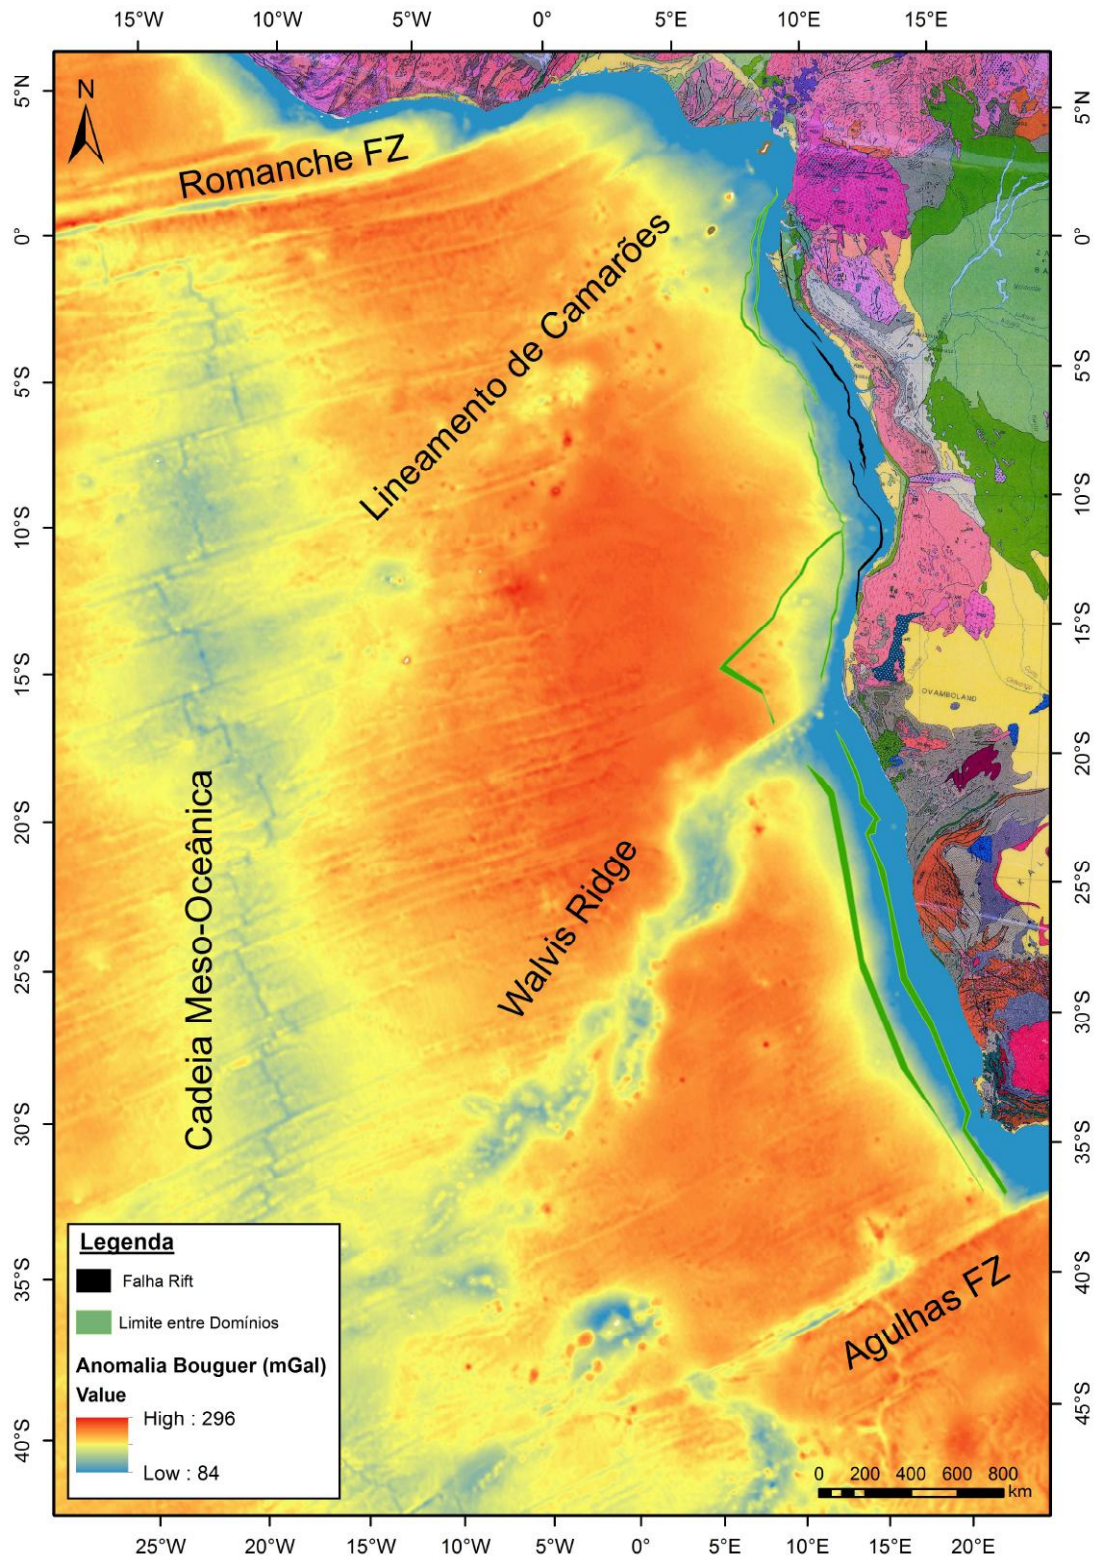 15°W 10°W 5°W 0° 5°E 10°E 15°E
N
5°N
5°N
Romanche FZ
0°
0°
Lineamento de Camarões
5°S
5°S
10°S
10°S
15°S
15°S
OVAMBOLAND
20°S
20°S
Cadeia Meso-Oceânica
Walvis Ridge
25°S
25°S
30°S
30°S
35°S
35°S
40°S
40°S
45°S
Agulhas FZ
Legenda
Falha Rift
Limite entre Domínios
Anomalia Bouguer (mGal)
Value
High : 296
Low : 84
0 200 400 600 800
km
25°W 20°W 15°W 10°W 5°W 0° 5°E 10°E 15°E 20°E